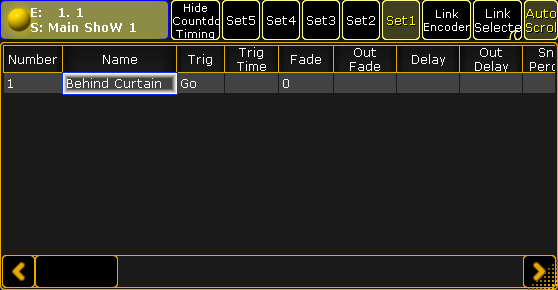 E: 1. 1
S: Main ShoW 1
Hide
Countdo
Timing
Set5
Set4
Set3
Set2
Set1
Link
Encoder
Link
Selecte
Auto
Scrol
Number
Name
Trig
Trig
Time
Fade
Out
Fade
Delay
Out
Delay
Sn
Perc
1
Behind Curtain
Go
0